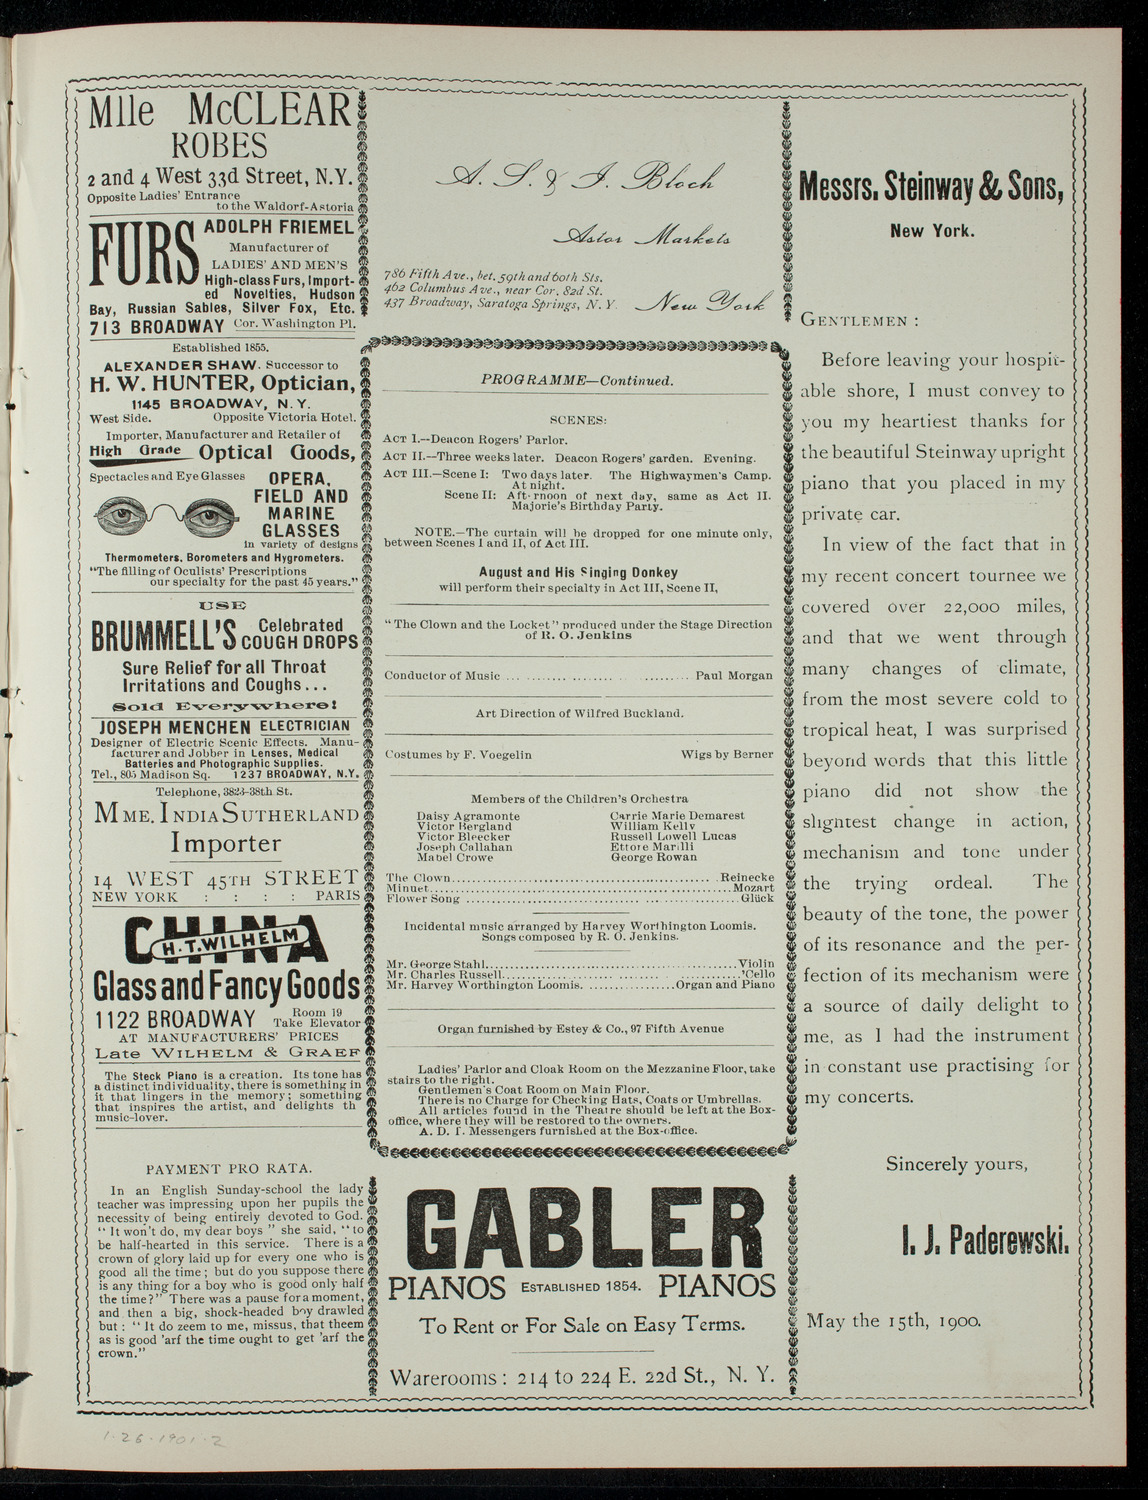 Mlle McCLEAR
ROBES
2 and 4 West 33d Street, N.Y.
Opposite Ladies' Entrance
to the Waldorf-Astoria
FURS
ADOLPH FRIEMEL
Manufacturer of
LADIES' AND MEN'S
High-class Furs, Import-
ed Novelties, Hudson
Bay, Russian Sables, Silver Fox, Etc.
713 BROADWAY Cor. Washington Pl.
Established 1855.
ALEXANDER SHAW. Successor to
H. W. HUNTER, Optician,
1145 BROADWAY, N.Y.
West Side. Opposite Victoria Hotel.
Importer, Manufacturer and Retailer of
High Grade Optical Goods,
Spectacles and Eye Glasses
OPERA,
FIELD AND
MARINE
GLASSES
in variety of designs
Thermometers. Borometers and Hygrometers.
"The filling of Oculists' Prescriptions
our specialty for the past 45 years."
USE
BRUMMELL'S Celebrated
COUGH DROPS
Sure Relief for all Throat
Irritations and Coughs...
Sold Everywhere!
JOSEPH MENCHEN ELECTRICIAN
Designer of Electric Scenic Effects. Manu-
facturer and Jobber in Lenses, Medical
Batteries and Photographic Supplies.
Tel., 805 Madison Sq. 1237 BROADWAY, N.Y.
Telephone, 3823-38th St.
MME. INDIA SUTHERLAND
Importer
14 WEST 45TH STREET
NEW YORK : : : : PARIS
CHINA
H.T. WILHELM
Glass and Fancy Goods
1122 BROADWAY Room 19
Take Elevator
AT MANUFACTURERS' PRICES
Late WILHELM & GRAEF
The Steck Piano is a creation. Its tone has
a distinct individuality, there is something in
it that lingers in the memory; something
that inspires the artist, and delights th
music-lover.
PAYMENT PRO RATA.
In an English Sunday-school the lady
teacher was impressing upon her pupils the
necessity of being entirely devoted to God.
"It won't do, my dear boys" she said, "to
be half-hearted in this service. There is a
crown of glory laid up for every one who is
good all the time; but do you suppose there
is any thing for a boy who is good only half
the time?" There was a pause for a moment,
and then a big, shock-headed boy drawled
but: "It do zeem to me, missus, that theem
as is good 'arf the time ought to get 'arf the
crown."
A. S. & I. Bloch
Astor Markets
786 Fifth Ave., bet. 59th and 60th Sts.
462 Columbus Ave., near Cor. 82d St.
437 Broadway, Saratoga Springs, N. Y.
New York
PROGRAMME—Continued.
SCENES:
ACT I.—Deacon Rogers' Parlor.
ACT II.—Three weeks later. Deacon Rogers' garden. Evening.
ACT III.—Scene I: Two days later. The Highwaymen's Camp.
At night.
Scene II: Aft-rnoon of next day, same as Act II.
Majorie's Birthday Party.
NOTE.—The curtain will be dropped for one minute only,
between Scenes I and II, of Act III.
August and His Singing Donkey
will perform their specialty in Act III, Scene II,
"The Clown and the Locket" produced under the Stage Direction
of R. O. Jenkins
Conductor of Music ... Paul Morgan
Art Direction of Wilfred Buckland.
Costumes by F. Voegelin Wigs by Berner
Members of the Children's Orchestra
Daisy Agramonte Carrie Marie Demarest
Victor Bergland William Kelly
Victor Bleecker Russell Lowell Lucas
Joseph Callahan Ettore Marilli
Mabel Crowe George Rowan
The Clown...Reinecke
Minuet...Mozart
Flower Song ...Glück
Incidental music arranged by Harvey Worthington Loomis.
Songs composed by R. O. Jenkins.
Mr. George Stahl...Violin
Mr. Charles Russell...'Cello
Mr. Harvey Worthington Loomis. ...Organ and Piano
Organ furnished by Estey & Co., 97 Fifth Avenue
Ladies' Parlor and Cloak Room on the Mezzanine Floor, take
stairs to the right.
Gentlemen's Coat Room on Main Floor.
There is no Charge for Checking Hats, Coats or Umbrellas.
All articles found in the Theatre should be left at the Box-
office, where they will be restored to the owners.
A. D. T. Messengers furnished at the Box-office.
GABLER
PIANOS ESTABLISHED 1854. PIANOS
To Rent or For Sale on Easy Terms.
Warerooms: 214 to 224 E. 22d St., N. Y.
Messrs. Steinway & Sons,
New York.
GENTLEMEN:
Before leaving your hospit-
able shore, I must convey to
you my heartiest thanks for
the beautiful Steinway upright
piano that you placed in my
private car.
In view of the fact that in
my recent concert tournee we
covered over 22,000 miles,
and that we went through
many changes of climate,
from the most severe cold to
tropical heat, I was surprised
beyond words that this little
piano did not show the
slightest change in action,
mechanism and tone under
the trying ordeal. The
beauty of the tone, the power
of its resonance and the per-
fection of its mechanism were
a source of daily delight to
me, as I had the instrument
in constant use practising for
my concerts.
Sincerely yours,
I. J. Paderewski.
May the 15th, 1900.
1-26-1901-2